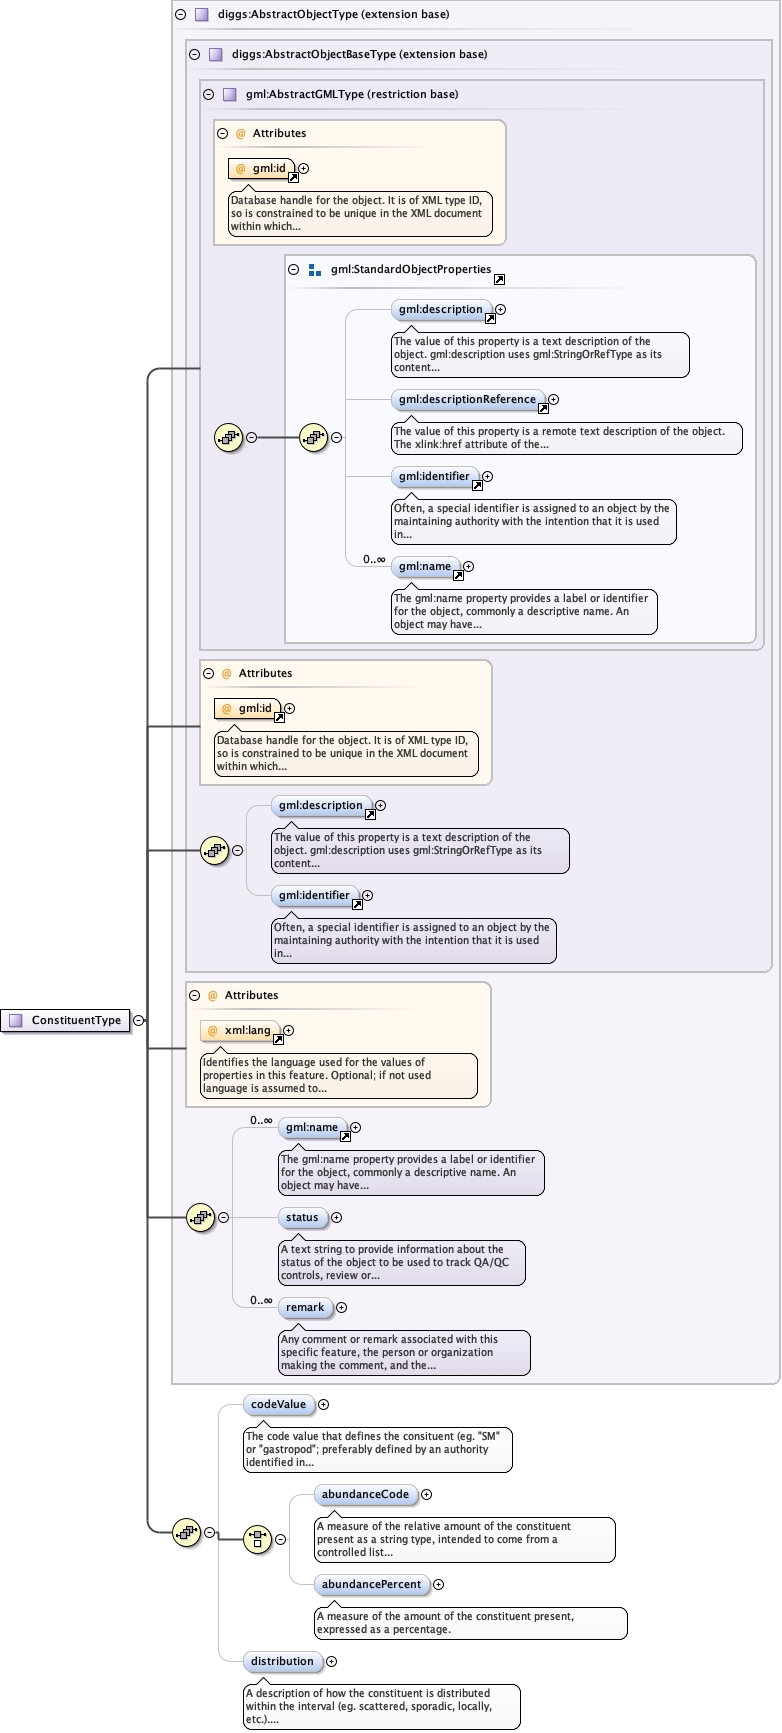 diggs:AbstractObjectType (extension base)
diggs:AbstractObjectBaseType (extension base)
gml:AbstractGMLType (restriction base)
@ Attributes
@ gml:id
Database handle for the object. It is of XML type ID,
so is constrained to be unique in the XML document
within which...
gml:StandardObjectProperties
gml:description
The value of this property is a text description of the
object. gml:description uses gml:StringOrRefType as its
content...
gml:descriptionReference
The value of this property is a remote text description of the object.
The xlink:href attribute of the...
gml:identifier
Often, a special identifier is assigned to an object by the
maintaining authority with the intention that it is used
in...
0..∞
gml:name
The gml:name property provides a label or identifier
for the object, commonly a descriptive name. An
object may have...
@ Attributes
@ gml:id
Database handle for the object. It is of XML type ID,
so is constrained to be unique in the XML document
within which...
gml:description
The value of this property is a text description of the
object. gml:description uses gml:StringOrRefType as its
content...
gml:identifier
Often, a special identifier is assigned to an object by the
maintaining authority with the intention that it is used
in...
ConstituentType
@ Attributes
@ xml:lang
Identifies the language used for the values of
properties in this feature. Optional; if not used
language is assumed to...
0..∞
gml:name
The gml:name property provides a label or identifier
for the object, commonly a descriptive name. An
object may have...
status
A text string to provide information about the
status of the object to be used to track QA/QC
controls, review or...
0..∞
remark
Any comment or remark associated with this
specific feature, the person or organization
making the comment, and the...
codeValue
The code value that defines the consituent (eg. "SM"
or "gastropod"; preferably defined by an authority
identified in...
abundanceCode
A measure of the relative amount of the constituent
present as a string type, intended to come from a
controlled list...
abundancePercent
A measure of the amount of the constituent present,
expressed as a percentage.
distribution
A description of how the constituent is distributed
within the interval (eg. scattered, sporadic, locally,
etc.)....